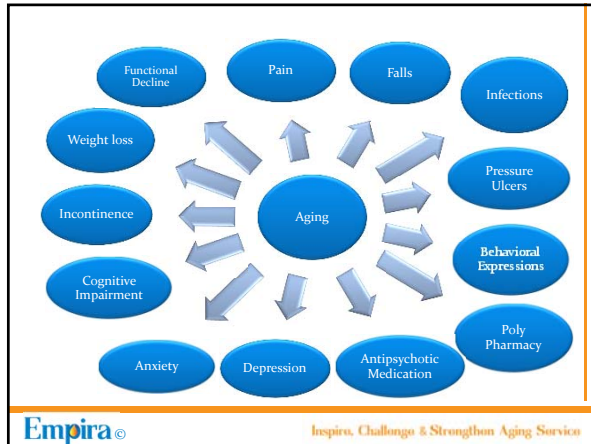 Functional
Decline
Pain
Falls
Infections
Weight loss
Pressure
Ulcers
Incontinence
Aging
Behavioral
Expressions
Cognitive
Impairment
Poly
Pharmacy
Anxiety
Depression
Antipsychotic
Medication
Empira ©
Inspire, Challenge & Strengthen Aging Service